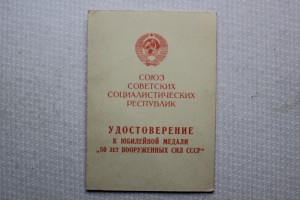 СОЮЗ
СОВЕТСКИХ
СОЦИАЛИСТИЧЕСКИХ
РЕСПУБЛИК
УДОСТОВЕРЕНИЕ
К ЮБИЛЕЙНОЙ МЕДАЛИ
„50 ЛЕТ ВООРУЖЕННЫХ СИЛ СССР“